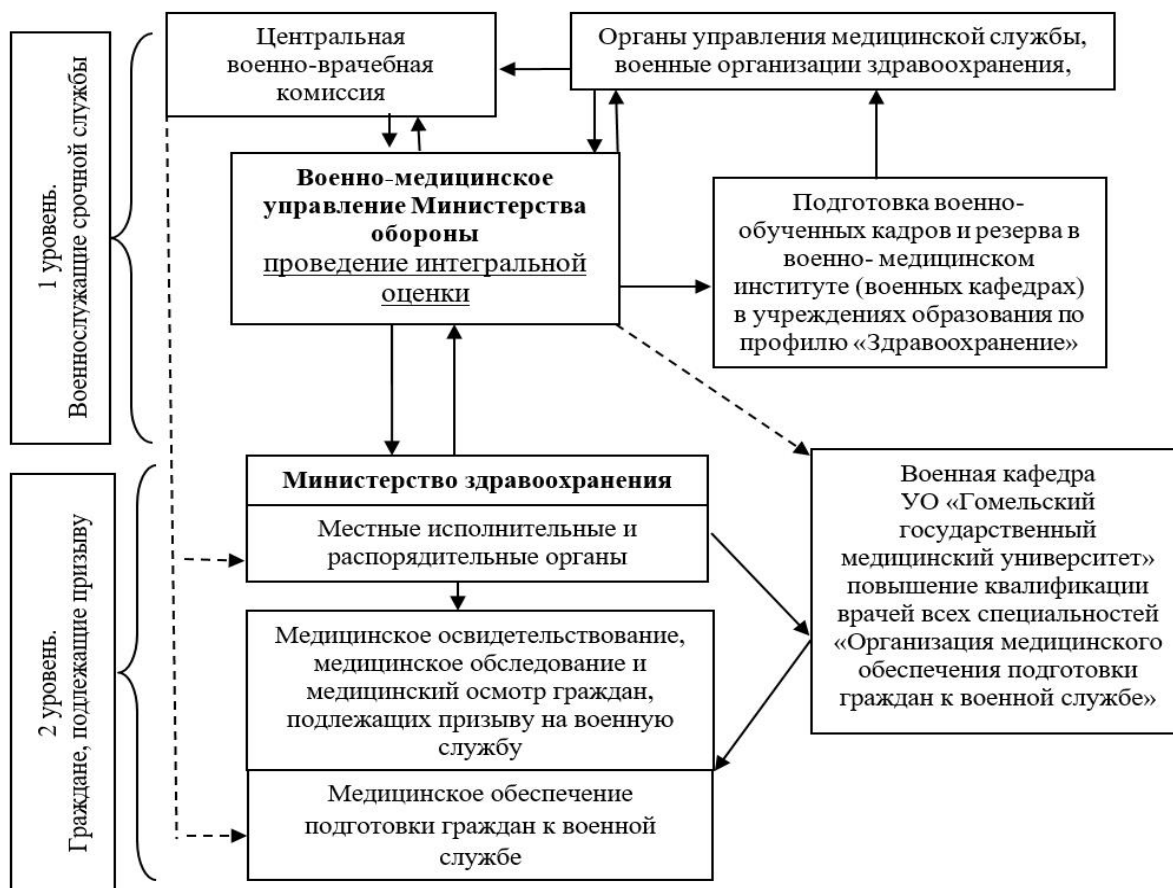 1 уровень.
Военнослужащие срочной службы
Центральная
военно-врачебная
комиссия
Органы управления медицинской службы,
военные организации здравоохранения,
Военно-медицинское
управление Министерства
обороны
проведение интегральной
оценки
Подготовка военно-
обученных кадров и резерва в
военно- медицинском
институте (военных кафедрах)
в учреждениях образования по
профилю «Здравоохранение»
2 уровень.
Граждане, подлежащие призыву
Министерство здравоохранения
Местные исполнительные и
распорядительные органы
Медицинское освидетельствование,
медицинское обследование и
медицинский осмотр граждан,
подлежащих призыву на военную
службу
Медицинское обеспечение
подготовки граждан к военной
службе
Военная кафедра
УО «Гомельский
государственный
медицинский университет»
повышение квалификации
врачей всех специальностей
«Организация медицинского
обеспечения подготовки
граждан к военной службе»